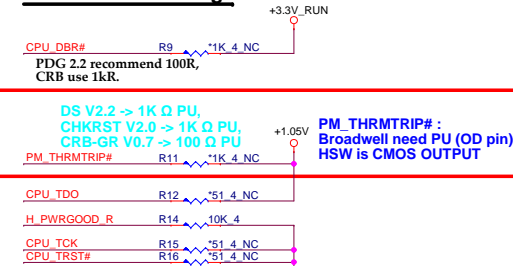 +3.3V_RUN
CPU_DBR# R9 *1K_4_NC
PDG 2.2 recommend 100R,
CRB use 1kR.
DS V2.2 -> 1K Ω PU,
CHKRST V2.0 -> 1K Ω PU,
CRB-GR V0.7 -> 100 Ω PU
+1.05V
PM_THRMTRIP# :
Broadwell need PU (OD pin)
HSW is CMOS OUTPUT
PM_THRMTRIP# R11 *1K_4_NC
CPU_TDO R12 *51_4_NC
H_PWRGOOD_R R14 10K_4
CPU_TCK R15 *51_4_NC
CPU_TRST# R16 *51_4_NC